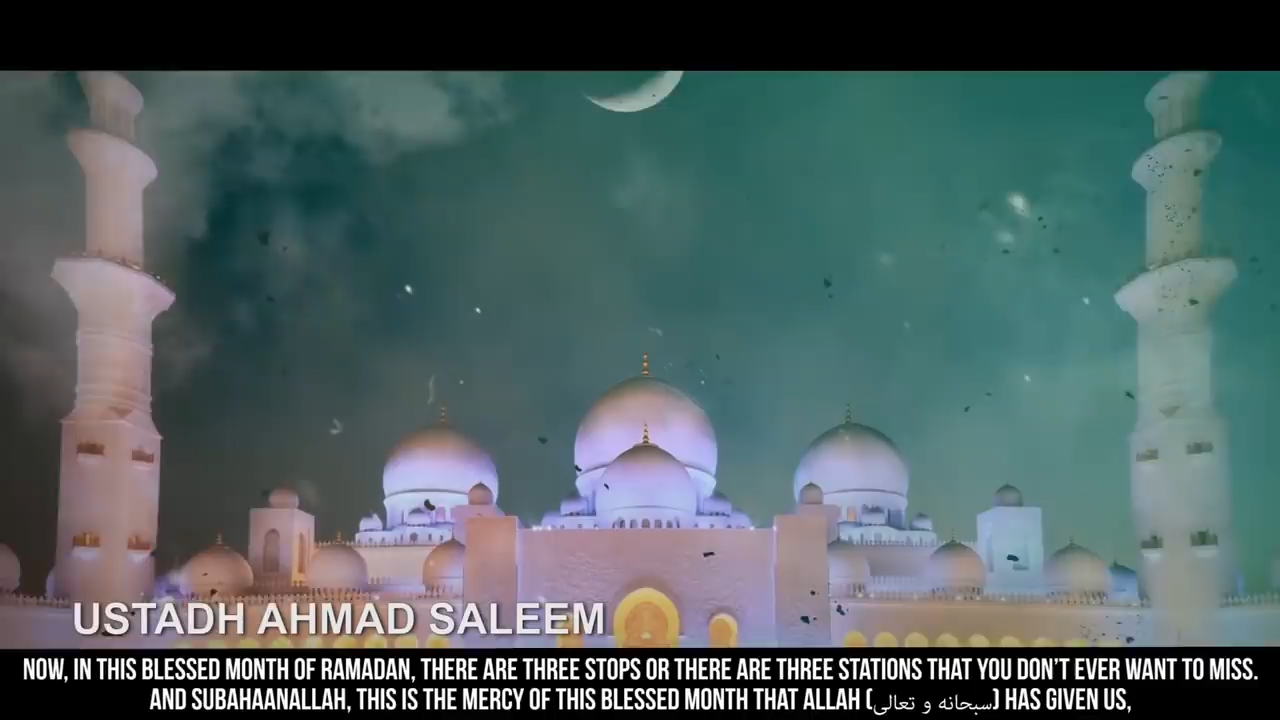 USTADH AHMAD SALEEM
NOW, IN THIS BLESSED MONTH OF RAMADAN, THERE ARE THREE STOPS OR THERE ARE THREE STATIONS THAT YOU DON'T EVER WANT TO MISS.
AND SUBAHAANALLAH, THIS IS THE MERCY OF THIS BLESSED MONTH THAT ALLAH (سبحانه و تعالى) HAS GIVEN US,